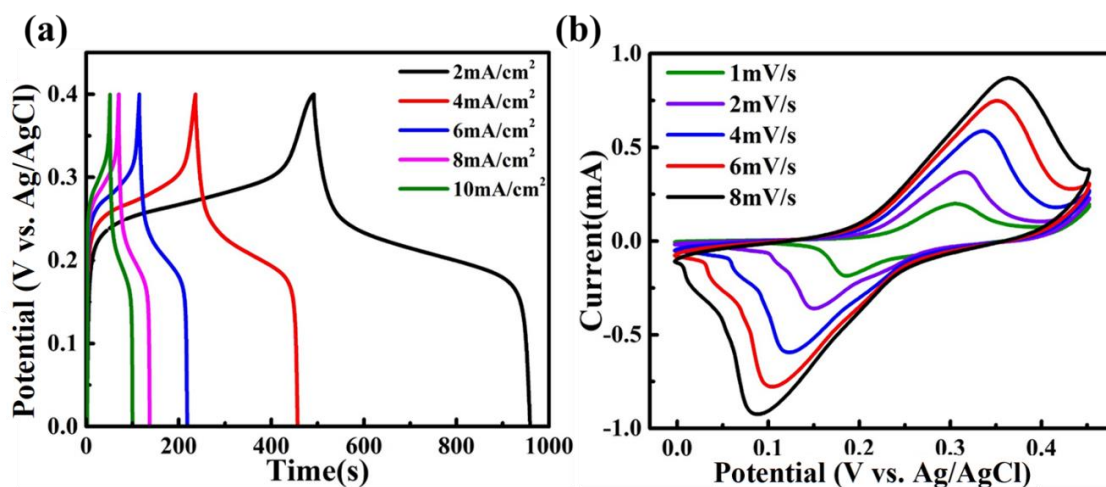 (a)
2mA/cm²
4mA/cm²
6mA/cm²
8mA/cm²
10mA/cm²
0.4
0.3
0.2
0.1
0.0
Potential (V vs. Ag/AgCl)
0 200 400 600 800 1000
Time(s)
(b)
1mV/s
2mV/s
4mV/s
6mV/s
8mV/s
1.0
0.5
0.0
-0.5
-1.0
Current(mA)
0.0 0.1 0.2 0.3 0.4
Potential (V vs. Ag/AgCl)